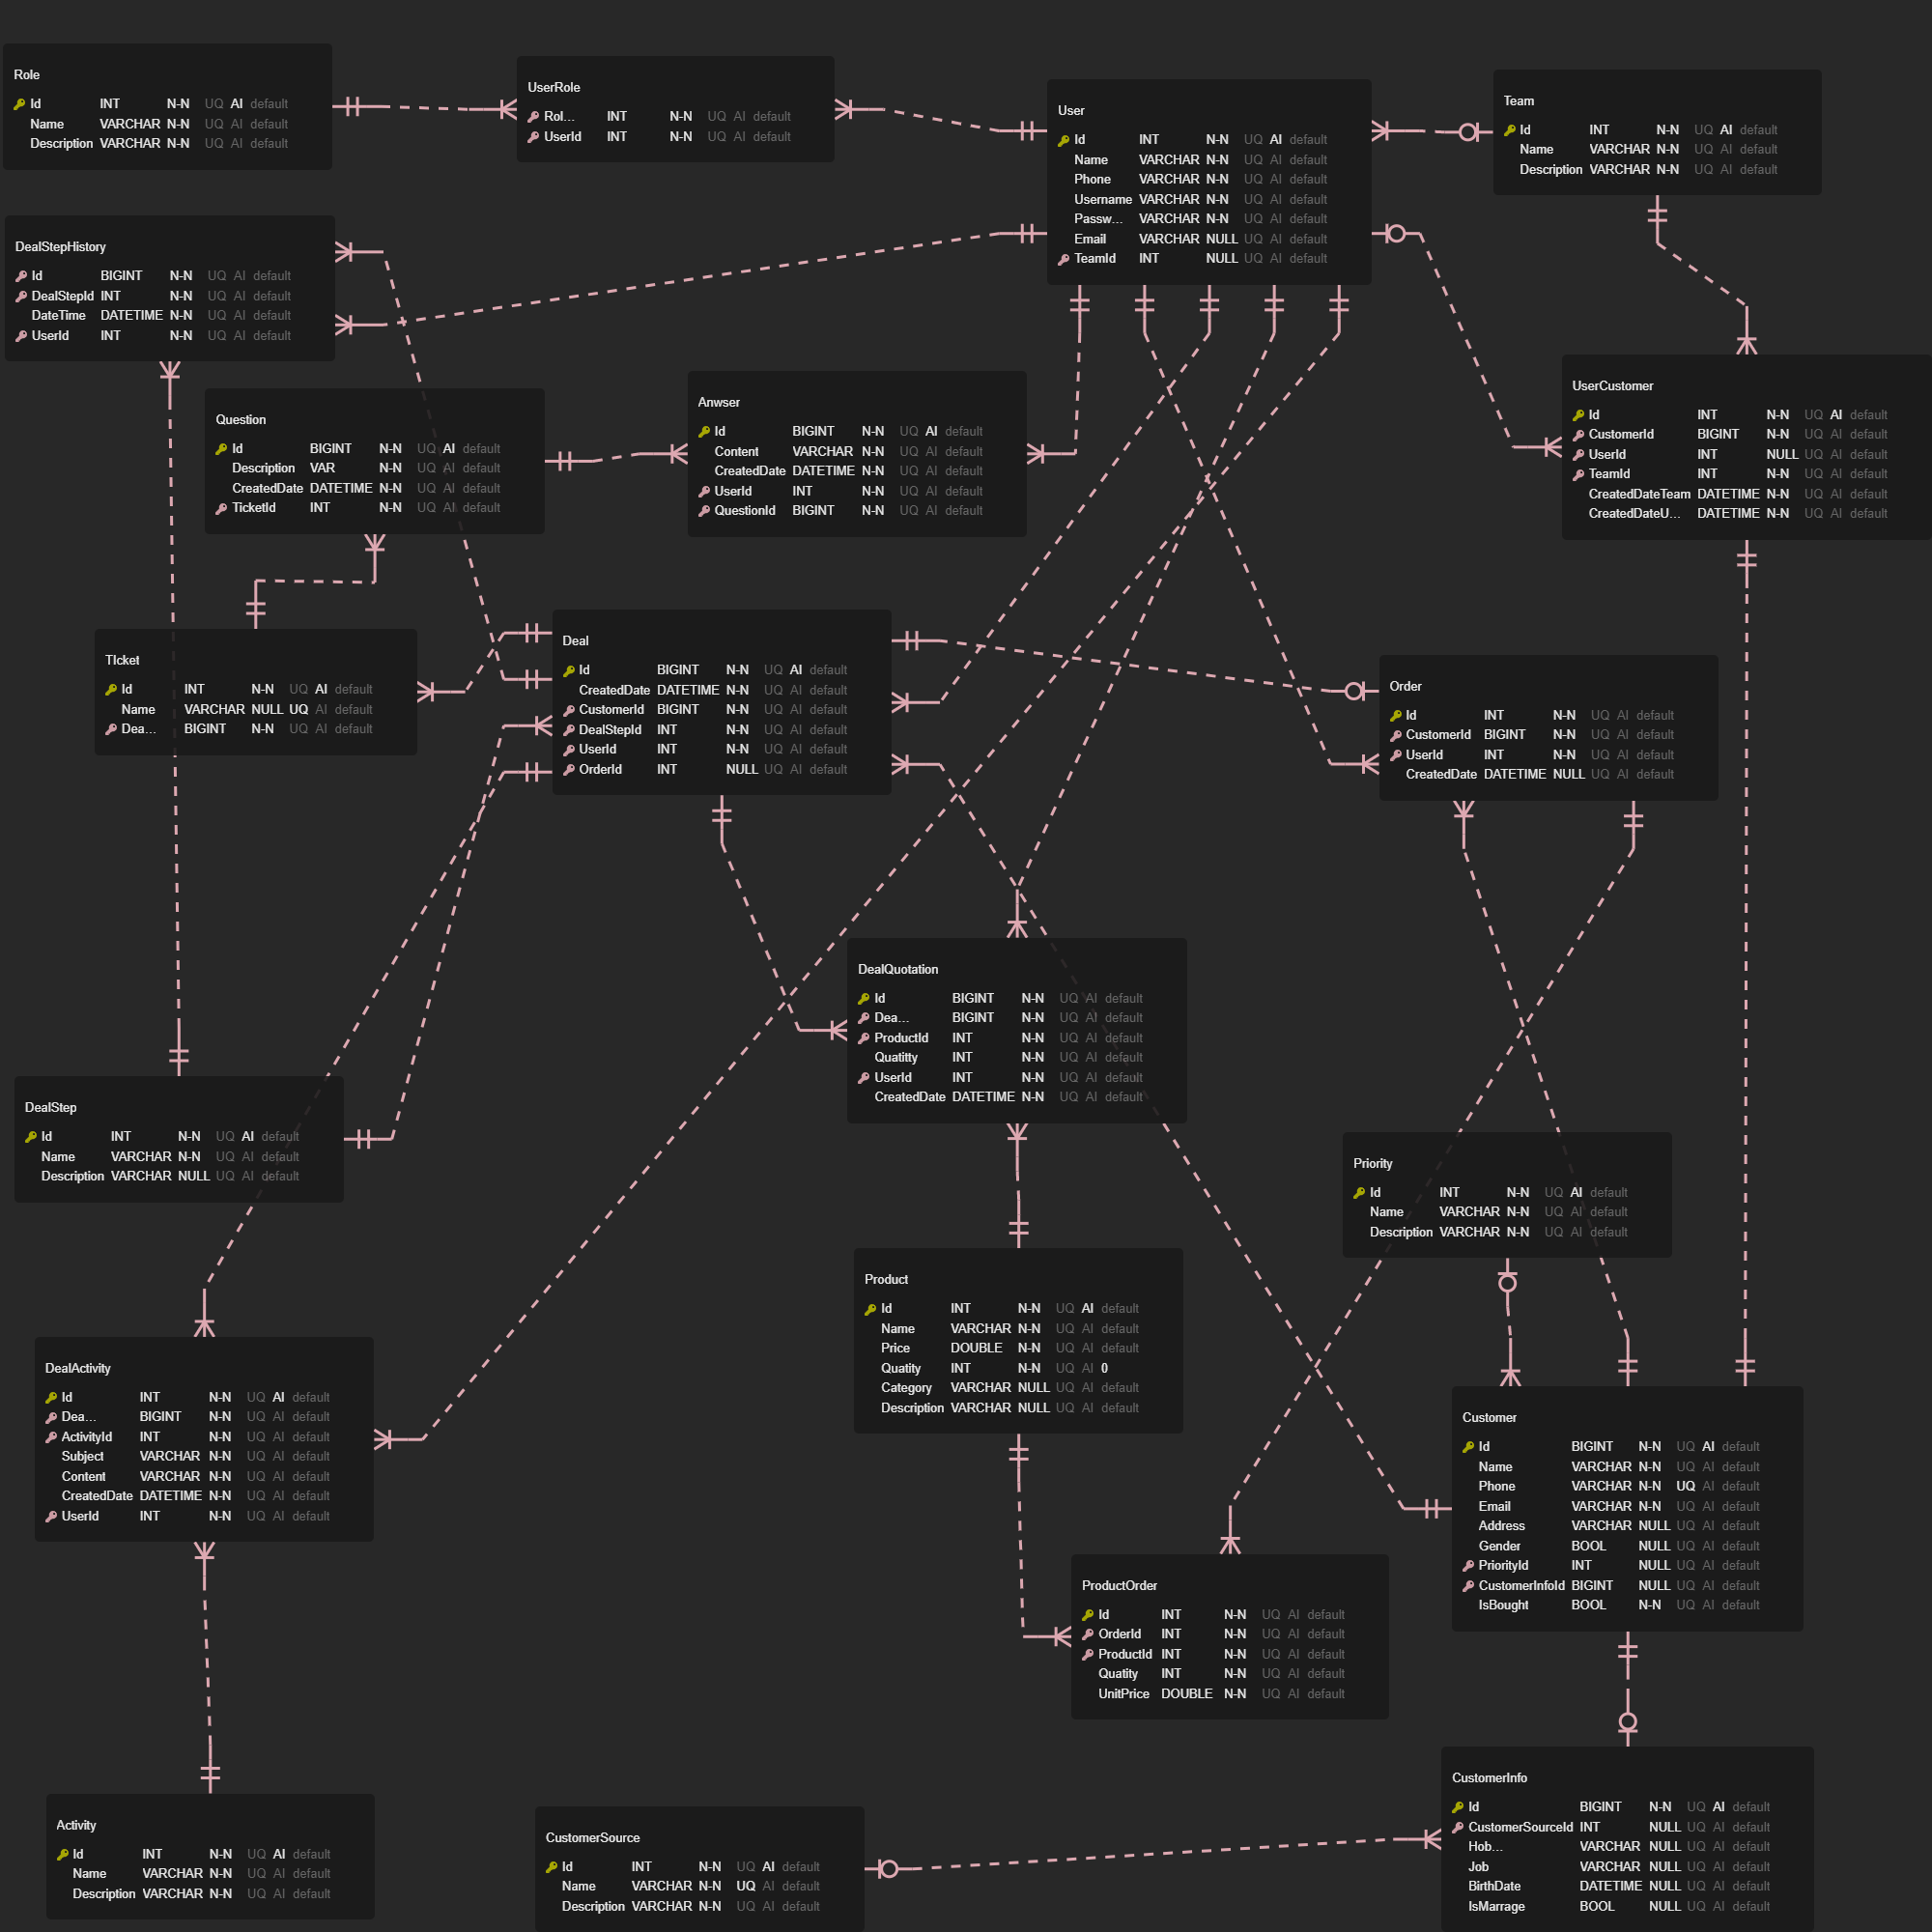 Role
Id INT N-N UQ AI default
Name VARCHAR N-N UQ AI default
Description VARCHAR N-N UQ AI default
UserRole
Rol... INT N-N UQ AI default
UserId INT N-N UQ AI default
User
Id INT N-N UQ AI default
Name VARCHAR N-N UQ AI default
Phone VARCHAR N-N UQ AI default
Username VARCHAR N-N UQ AI default
Passw... VARCHAR N-N UQ AI default
Email VARCHAR NULL UQ AI default
TeamId INT NULL UQ AI default
Team
Id INT N-N UQ AI default
Name VARCHAR N-N UQ AI default
Description VARCHAR N-N UQ AI default
DealStepHistory
Id BIGINT N-N UQ AI default
DealStepId INT N-N UQ AI default
DateTime DATETIME N-N UQ AI default
UserId INT N-N UQ AI default
Question
Id BIGINT N-N UQ AI default
Description VAR N-N UQ AI default
CreatedDate DATETIME N-N UQ AI default
TicketId INT N-N UQ AI default
Anwser
Id BIGINT N-N UQ AI default
Content VARCHAR N-N UQ AI default
CreatedDate DATETIME N-N UQ AI default
UserId INT N-N UQ AI default
QuestionId BIGINT N-N UQ AI default
UserCustomer
Id INT N-N UQ AI default
CustomerId BIGINT N-N UQ AI default
UserId INT NULL UQ AI default
TeamId INT N-N UQ AI default
CreatedDateTeam DATETIME N-N UQ AI default
CreatedDateU... DATETIME N-N UQ AI default
TIcket
Id INT N-N UQ AI default
Name VARCHAR NULL UQ AI default
Dea... BIGINT N-N UQ AI default
Deal
Id BIGINT N-N UQ AI default
CreatedDate DATETIME N-N UQ AI default
CustomerId BIGINT N-N UQ AI default
DealStepId INT N-N UQ AI default
UserId INT N-N UQ AI default
OrderId INT NULL UQ AI default
Order
Id INT N-N UQ AI default
CustomerId BIGINT N-N UQ AI default
UserId INT N-N UQ AI default
CreatedDate DATETIME NULL UQ AI default
DealQuotation
Id BIGINT N-N UQ AI default
Dea... BIGINT N-N UQ AI default
ProductId INT N-N UQ AI default
Quatitty INT N-N UQ AI default
UserId INT N-N UQ AI default
CreatedDate DATETIME N-N UQ AI default
DealStep
Id INT N-N UQ AI default
Name VARCHAR N-N UQ AI default
Description VARCHAR NULL UQ AI default
Priority
Id INT N-N UQ AI default
Name VARCHAR N-N UQ AI default
Description VARCHAR N-N UQ AI default
Product
Id INT N-N UQ AI default
Name VARCHAR N-N UQ AI default
Price DOUBLE N-N UQ AI default
Quatity INT N-N UQ AI 0
Category VARCHAR NULL UQ AI default
Description VARCHAR NULL UQ AI default
DealActivity
Id INT N-N UQ AI default
Dea... BIGINT N-N UQ AI default
ActivityId INT N-N UQ AI default
Subject VARCHAR N-N UQ AI default
Content VARCHAR N-N UQ AI default
CreatedDate DATETIME N-N UQ AI default
UserId INT N-N UQ AI default
Customer
Id BIGINT N-N UQ AI default
Name VARCHAR N-N UQ AI default
Phone VARCHAR N-N UQ AI default
Email VARCHAR N-N UQ AI default
Address VARCHAR NULL UQ AI default
Gender BOOL NULL UQ AI default
PriorityId INT NULL UQ AI default
CustomerInfoId BIGINT NULL UQ AI default
IsBought BOOL N-N UQ AI default
ProductOrder
Id INT N-N UQ AI default
OrderId INT N-N UQ AI default
ProductId INT N-N UQ AI default
Quatity INT N-N UQ AI default
UnitPrice DOUBLE N-N UQ AI default
Activity
Id INT N-N UQ AI default
Name VARCHAR N-N UQ AI default
Description VARCHAR N-N UQ AI default
CustomerSource
Id INT N-N UQ AI default
Name VARCHAR N-N UQ AI default
Description VARCHAR N-N UQ AI default
CustomerInfo
Id BIGINT N-N UQ AI default
CustomerSourceId INT NULL UQ AI default
Hob... VARCHAR NULL UQ AI default
Job VARCHAR NULL UQ AI default
BirthDate DATETIME NULL UQ AI default
IsMarrage BOOL NULL UQ AI default